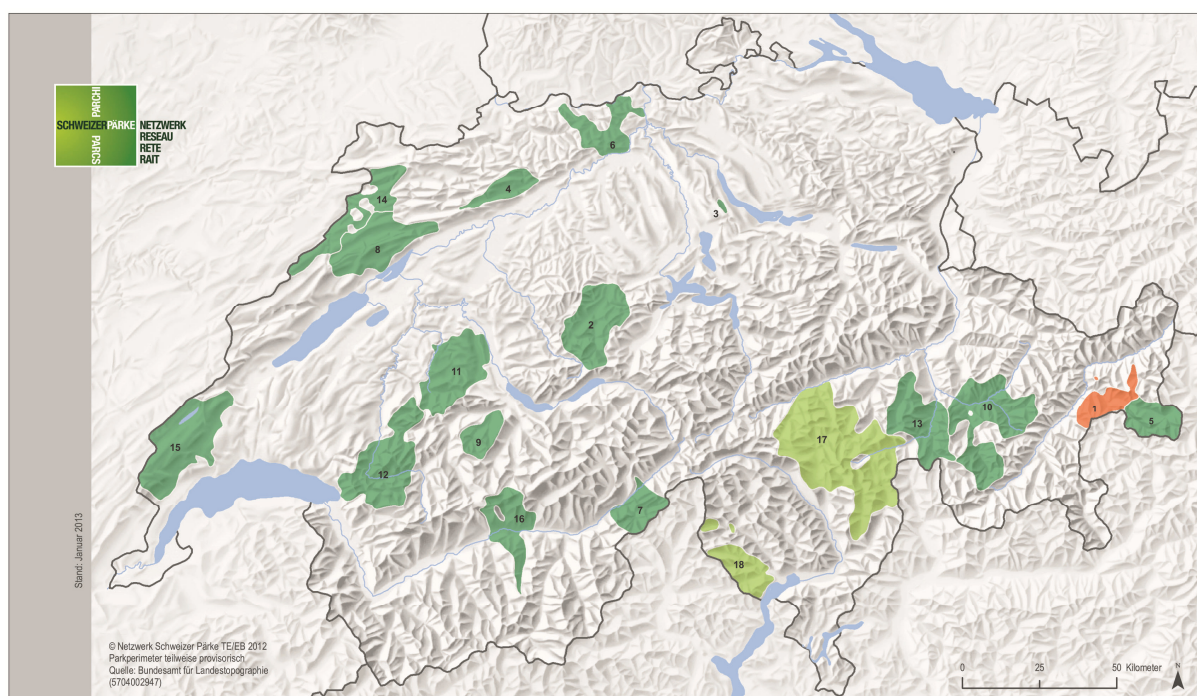 PARCHI
SCHWEIZER PÄRKE
PARCS
NETZWERK
RESEAU
RETE
RAIT
6
4
14
3
8
2
11
10
1
17
13
5
15
9
12
16
7
18
Stand: Januar 2013
© Netzwerk Schweizer Pärke TE/EB 2012
Parkperimeter teilweise provisorisch
Quelle: Bundesamt für Landestopographie
(5704002947)
0 25 50 Kilometer
N